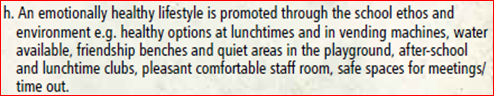 h. An emotionally healthy lifestyle is promoted through the school ethos and
environment e.g. healthy options at lunchtimes and in vending machines, water
available, friendship benches and quiet areas in the playground, after-school
and lunchtime clubs, pleasant comfortable staff room, safe spaces for meetings/
time out.